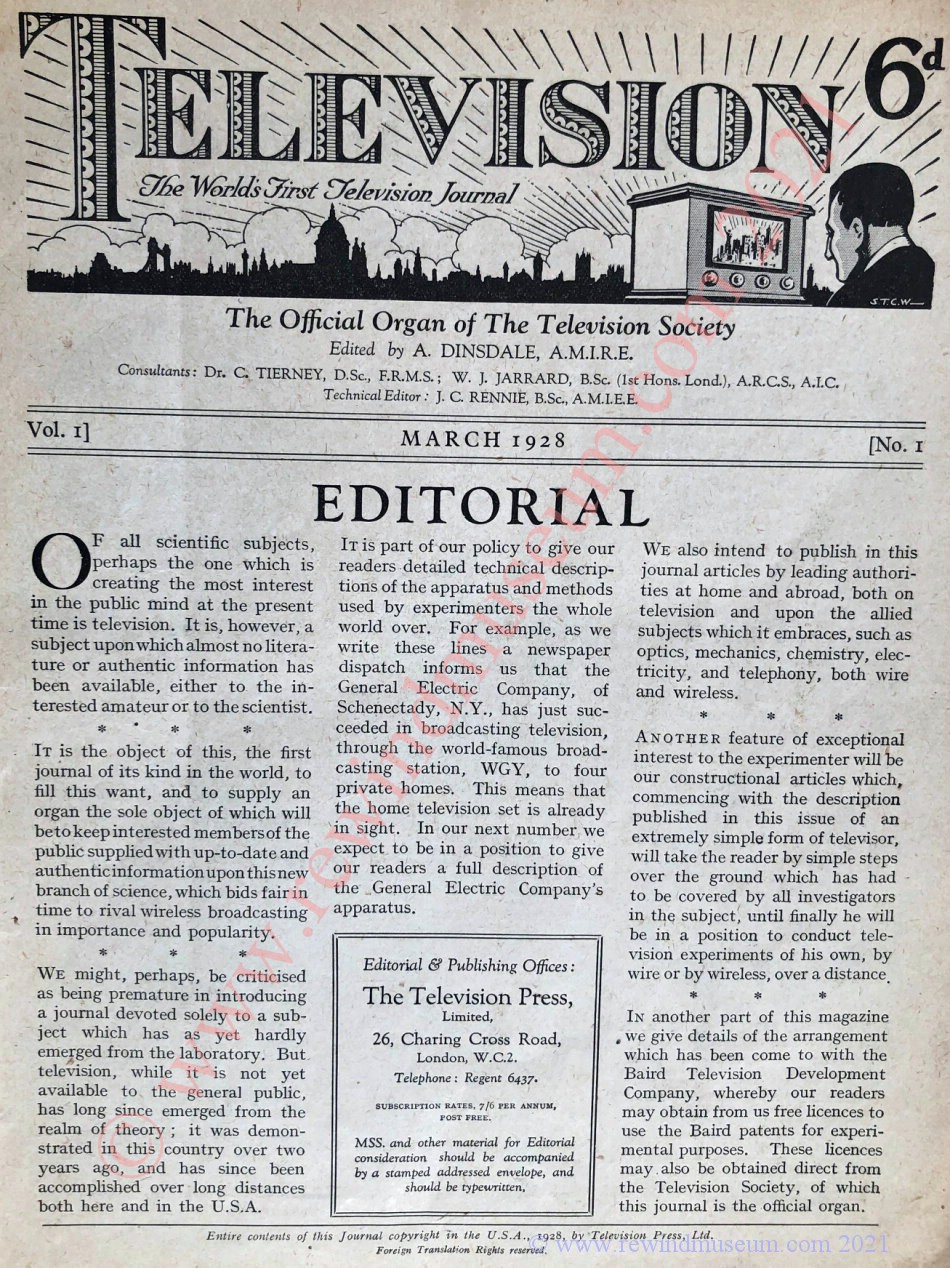 TELEVISION 6d
The World's First Television Journal
S.T.C.W—
The Official Organ of The Television Society
Edited by A. DINSDALE, A.M.I.R.E.
Consultants: Dr. C. TIERNEY, D.Sc., F.R.M.S.; W. J. JARRARD, B.Sc. (1st Hons. Lond.), A.R.C.S., A.I.C.
Technical Editor: J. C. RENNIE, B.Sc., A.M.I.E.E.
Vol. 1] MARCH 1928 [No. 1
EDITORIAL
OF all scientific subjects,
perhaps the one which is
creating the most interest
in the public mind at the present
time is television. It is, however, a
subject upon which almost no litera-
ture or authentic information has
been available, either to the in-
terested amateur or to the scientist.
* * *
IT is the object of this, the first
journal of its kind in the world, to
fill this want, and to supply an
organ the sole object of which will
be to keep interested members of the
public supplied with up-to-date and
authentic information upon this new
branch of science, which bids fair in
time to rival wireless broadcasting
in importance and popularity.
* * *
WE might, perhaps, be criticised
as being premature in introducing
a journal devoted solely to a sub-
ject which has as yet hardly
emerged from the laboratory. But
television, while it is not yet
available to the general public,
has long since emerged from the
realm of theory; it was demon-
strated in this country over two
years ago, and has since been
accomplished over long distances
both here and in the U.S.A.
IT is part of our policy to give our
readers detailed technical descrip-
tions of the apparatus and methods
used by experimenters the whole
world over. For example, as we
write these lines a newspaper
dispatch informs us that the
General Electric Company, of
Schenectady, N.Y., has just suc-
ceeded in broadcasting television,
through the world-famous broad-
casting station, WGY, to four
private homes. This means that
the home television set is already
in sight. In our next number we
expect to be in a position to give
our readers a full description of
the General Electric Company's
apparatus.
Editorial & Publishing Offices:
The Television Press,
Limited,
26, Charing Cross Road,
London, W.C.2.
Telephone: Regent 6437.
SUBSCRIPTION RATES, 7/6 PER ANNUM,
POST FREE.
MSS. and other material for Editorial
consideration should be accompanied
by a stamped addressed envelope, and
should be typewritten.
WE also intend to publish in this
journal articles by leading authori-
ties at home and abroad, both on
television and upon the allied
subjects which it embraces, such as
optics, mechanics, chemistry, elec-
tricity, and telephony, both wire
and wireless.
* * *
ANOTHER feature of exceptional
interest to the experimenter will be
our constructional articles which,
commencing with the description
published in this issue of an
extremely simple form of televisor,
will take the reader by simple steps
over the ground which has had
to be covered by all investigators
in the subject, until finally he will
be in a position to conduct tele-
vision experiments of his own, by
wire or by wireless, over a distance.
* * *
IN another part of this magazine
we give details of the arrangement
which has been come to with the
Baird Television Development
Company, whereby our readers
may obtain from us free licences to
use the Baird patents for experi-
mental purposes. These licences
may also be obtained direct from
the Television Society, of which
this journal is the official organ.
Entire contents of this Journal copyright in the U.S.A., 1928, by Television Press, Ltd.
Foreign Translation Rights reserved.
© www.rewindmuseum.com 2021
© www.rewindmuseum.com 2021